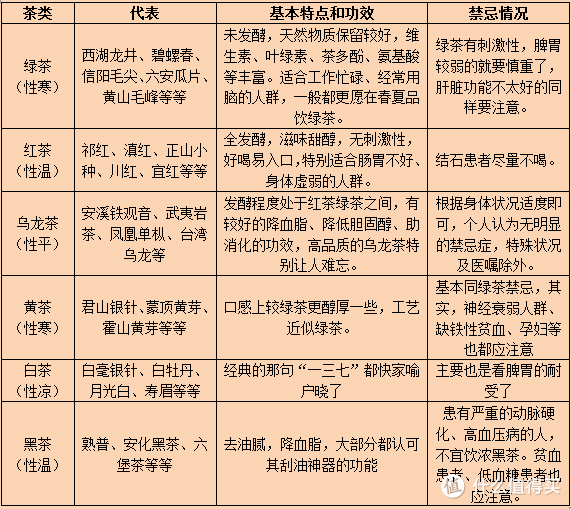 茶类
代表
基本特点和功效
禁忌情况
绿茶
（性寒）
西湖龙井、碧螺春、
信阳毛尖、六安瓜片、
黄山毛峰等等
未发酵，天然物质保留较好，维
生素、叶绿素、茶多酚、氨基酸
等丰富。适合工作忙碌、经常用
脑的人群，一般都更愿在春夏品
饮绿茶。
绿茶有刺激性，脾胃
较弱的就要慎重了，
肝脏功能不太好的同
样要注意。
红茶
（性温）
祁红、滇红、正山小
种、川红、宜红等等
全发酵，滋味甜醇，无刺激性，
好喝易入口，特别适合肠胃不好、
身体虚弱的人群。
结石患者尽量不喝。
乌龙茶
（性平）
安溪铁观音、武夷岩
茶、凤凰单枞、台湾
乌龙等
发酵程度处于红茶绿茶之间，有
较好的降血脂、降低胆固醇、助
消化的功效，高品质的乌龙茶特
别让人难忘。
根据身体状况适度即
可，个人认为无明显
的禁忌症，特殊状况
及医嘱除外。
黄茶
（性寒）
君山银针、蒙顶黄芽、
霍山黄芽等等
口感上较绿茶更醇厚一些，工艺
近似绿茶。
基本同绿茶禁忌，其
实，神经衰弱人群、
缺铁性贫血、孕妇等
也都应注意
白茶
（性凉）
白毫银针、白牡丹、
月光白、寿眉等等
经典的那句“一三七”都快家喻
户晓了
主要也是看脾胃的耐
受了
黑茶
（性温）
熟普、安化黑茶、六
堡茶等等
去油腻，降血脂，大部分都认可
其刮油神器的功能
患有严重的动脉硬
化、高血压病的人，
不宜饮浓黑茶。贫血
患者、低血糖患者也
应注意。
值 什么值得买